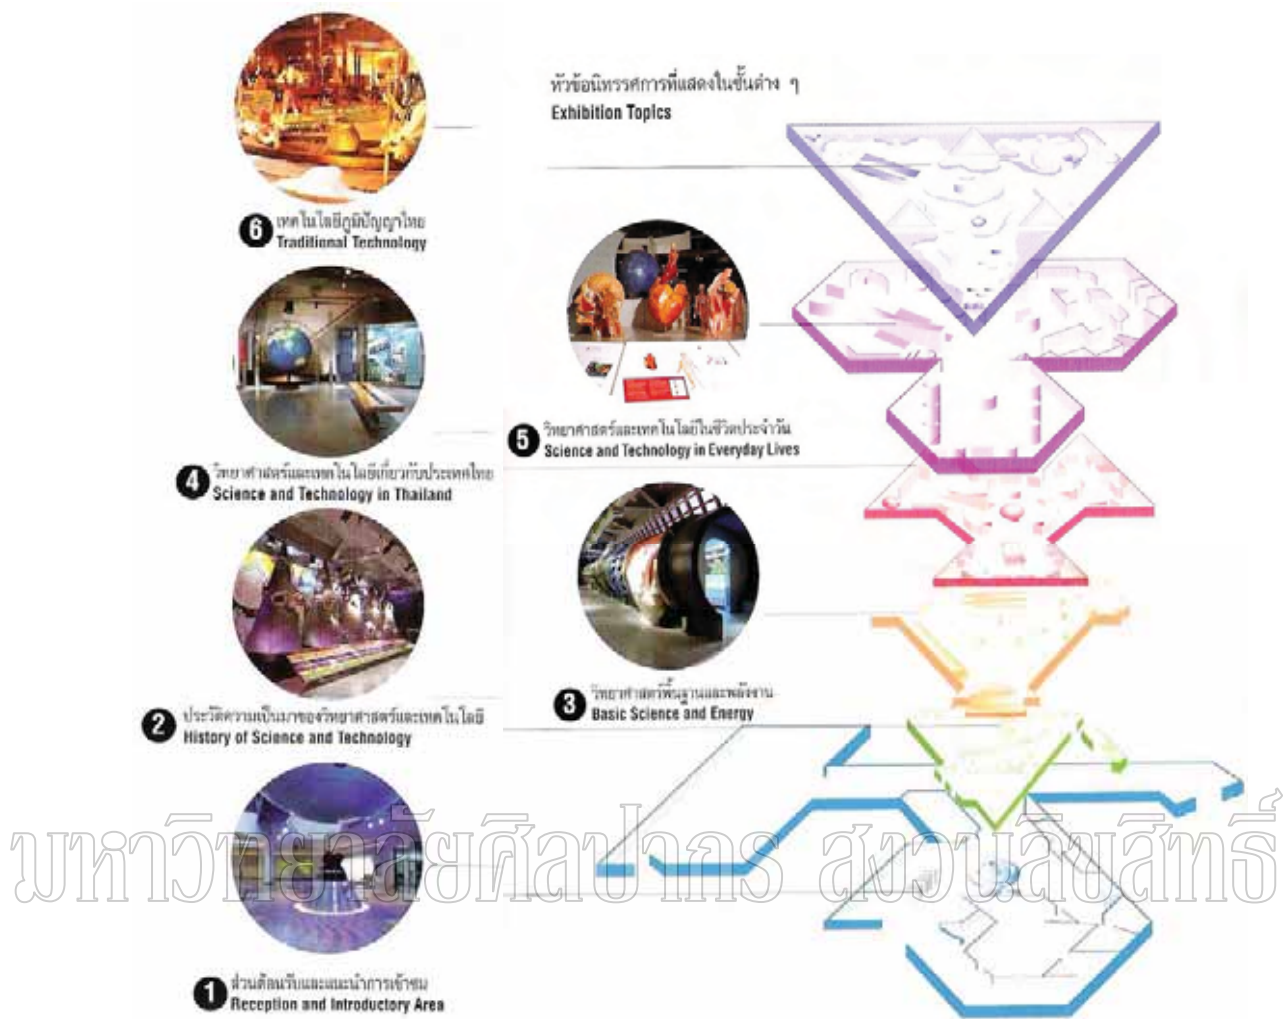 หัวข้อนิทรรศการที่แสดงในชั้นต่าง ๆ
Exhibition Topics
6 เทคโนโลยีภูมิปัญญาไทย
Traditional Technology
5 วิทยาศาสตร์และเทคโนโลยีในชีวิตประจำวัน
Science and Technology in Everyday Lives
4 วิทยาศาสตร์และเทคโนโลยีเกี่ยวกับประเทศไทย
Science and Technology in Thailand
3 วิทยาศาสตร์พื้นฐานและพลังงาน
Basic Science and Energy
2 ประวัติความเป็นมาของวิทยาศาสตร์และเทคโนโลยี
History of Science and Technology
มหาวิทยาลัยศิลปากร สงวนลิขสิทธิ์
1 ส่วนต้อนรับและแนะนำการเข้าชม
Reception and Introductory Area